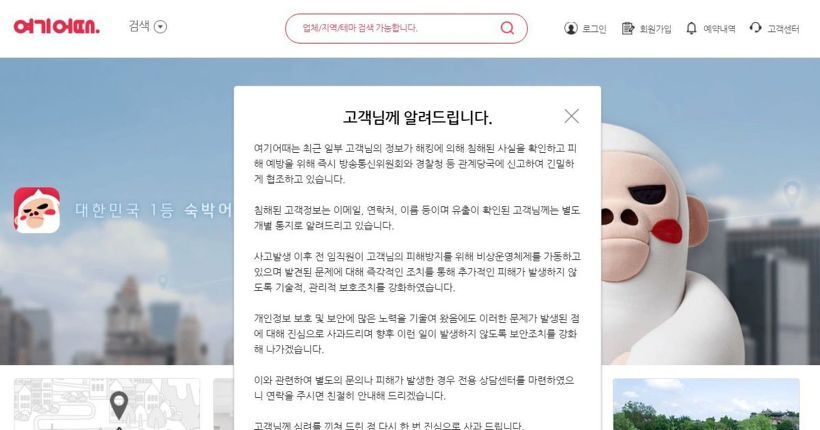 여기어때.
검색
업체/지역/테마 검색 가능합니다.
로그인
회원가입
예약내역
고객센터
고객님께 알려드립니다.
여기어때는 최근 일부 고객님의 정보가 해킹에 의해 침해된 사실을 확인하고 피
해 예방을 위해 즉시 방송통신위원회와 경찰청 등 관계당국에 신고하여 긴밀하
게 협조하고 있습니다.
침해된 고객정보는 이메일, 연락처, 이름 등이며 유출이 확인된 고객님께는 별도
개별 통지로 알려드리고 있습니다.
대한민국 1등 숙박어
사고발생 이후 전 임직원이 고객님의 피해방지를 위해 비상운영체제를 가동하고
있으며 발견된 문제에 대해 즉각적인 조치를 통해 추가적인 피해가 발생하지 않
도록 기술적, 관리적 보호조치를 강화하였습니다.
개인정보 보호 및 보안에 많은 노력을 기울여 왔음에도 이러한 문제가 발생된 점
에 대해 진심으로 사과드리며 향후 이런 일이 발생하지 않도록 보안조치를 강화
해 나가겠습니다.
이와 관련하여 별도의 문의나 피해가 발생한 경우 전용 상담센터를 마련하였으
니 연락을 주시면 친절히 안내해 드리겠습니다.
고객님께 심려를 끼쳐 드린 점 다시 한 번 진심으로 사과 드립니다.